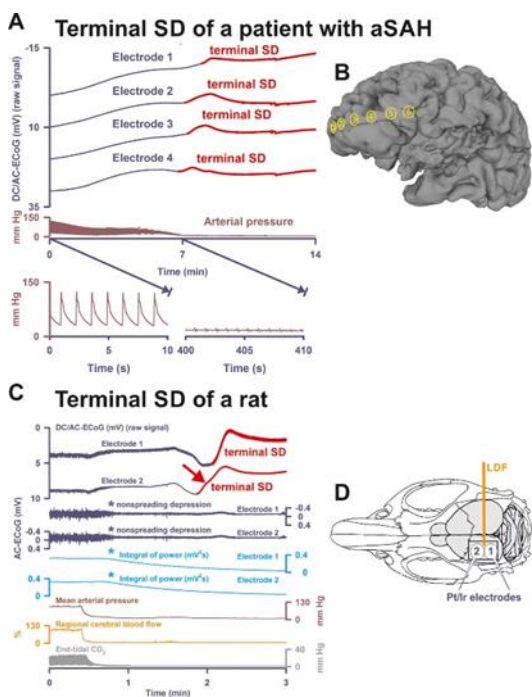 A
Terminal SD of a patient with aSAH
-15
10
35
DC/AC-ECoG (mV) (raw signal)
Electrode 1
terminal SD
Electrode 2
terminal SD
Electrode 3
terminal SD
Electrode 4
terminal SD
150
0
mm Hg
Arterial pressure
0
7
14
Time (min)
150
0
mm Hg
0
5
10
400
405
410
Time (s)
Time (s)
B
C
Terminal SD of a rat
DC/AC-ECoG (mV) (raw signal)
0
5
10
Electrode 1
terminal SD
Electrode 2
terminal SD
AC-ECoG (mV)
* nonspreading depression
Electrode 1
-0.4
0
0.4
-0.4
0
0.4
* nonspreading depression
Electrode 2
* Integral of power (mV²s)
Electrode 1
0.4
0
0.4
0
* Integral of power (mV²s)
Electrode 2
Mean arterial pressure
130
0
mm Hg
%
130
0
Regional cerebral blood flow
End-tidal CO₂
40
0
mm Hg
0
1
2
3
Time (min)
D
LDF
2
1
Pt/Ir electrodes